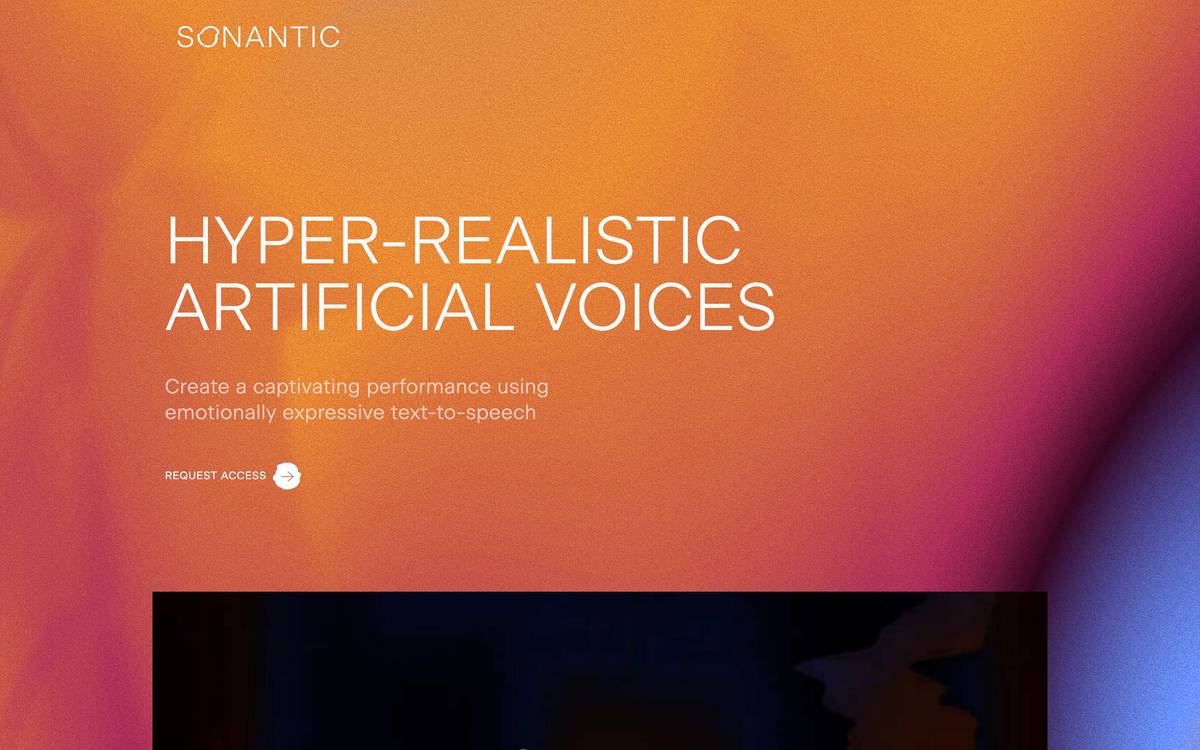 SONANTIC
HYPER-REALISTIC
ARTIFICIAL VOICES
Create a captivating performance using
emotionally expressive text-to-speech
REQUEST ACCESS